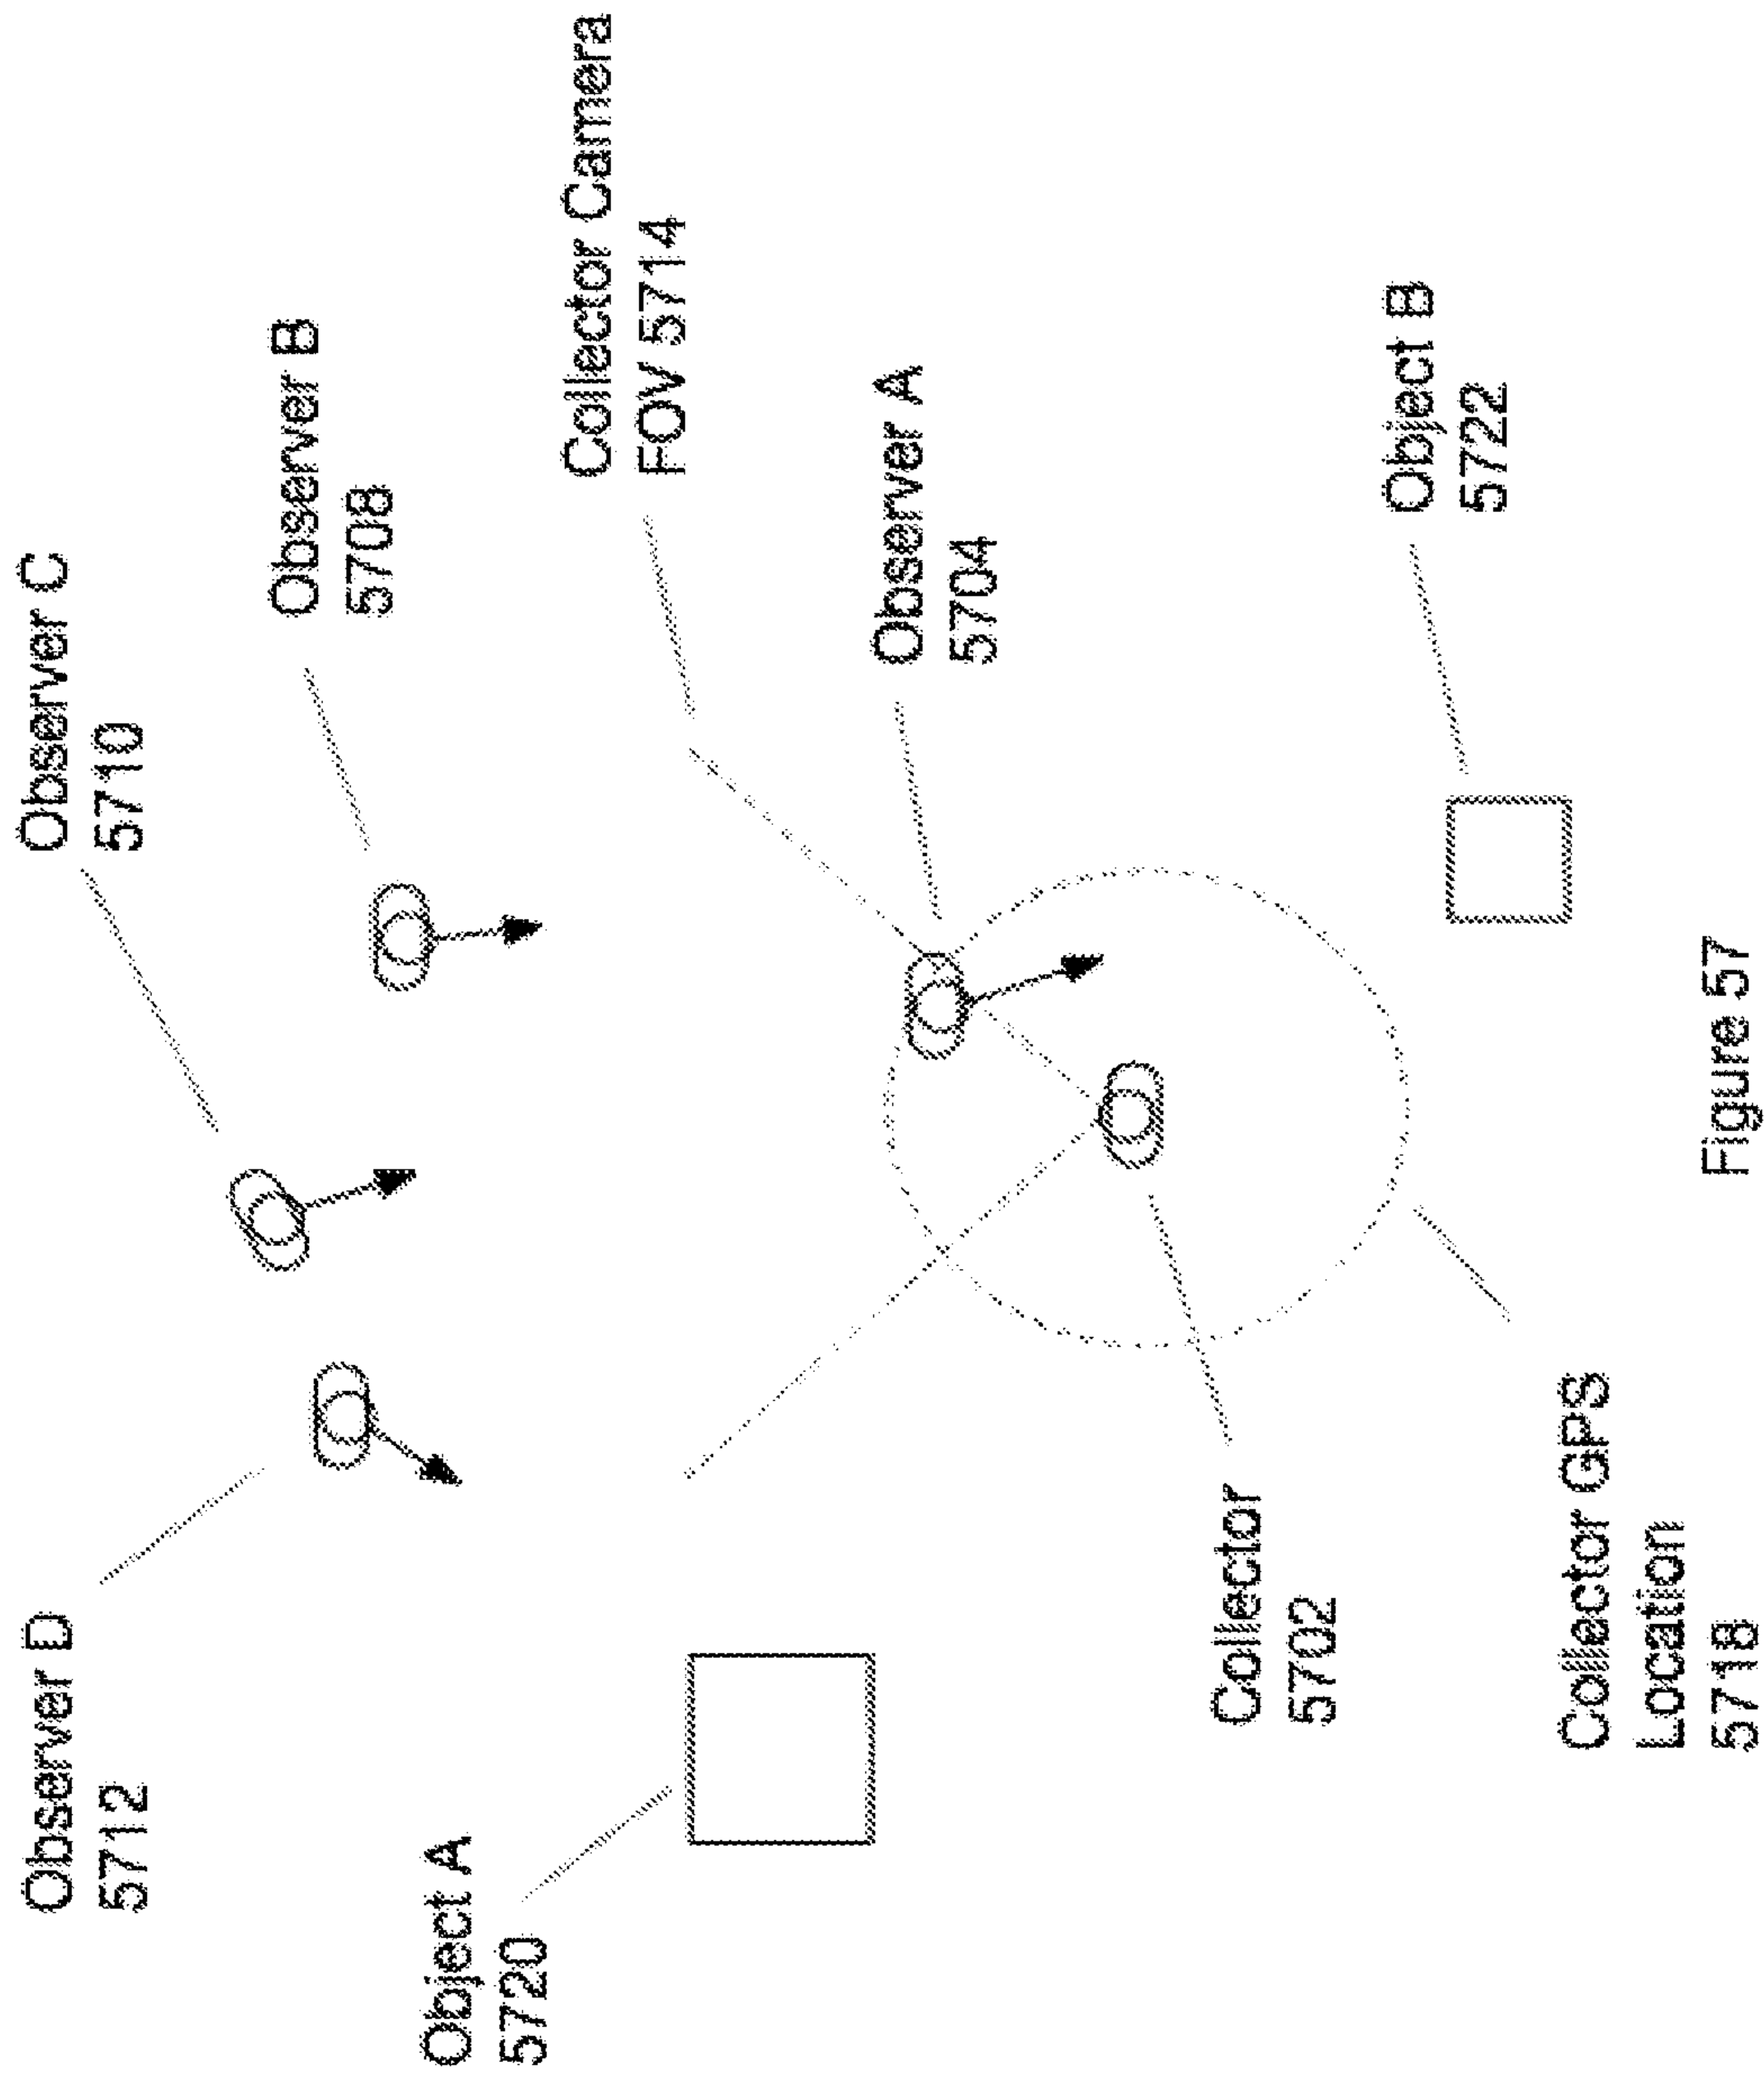 Observer D
5712
Observer C
5710
Observer B
5708
Object A
5720
Collector Camera
FOV 5714
Observer A
5704
Collector
5702
Object B
5722
Collector GPS
Location
5718
Figure 57